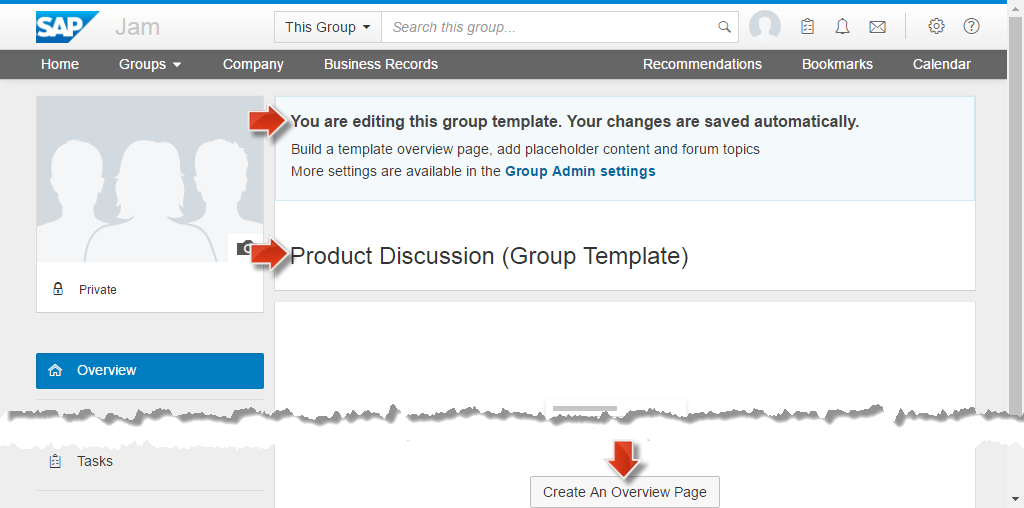 SAP Jam
This Group Search this group...
Home Groups Company Business Records Recommendations Bookmarks Calendar
You are editing this group template. Your changes are saved automatically.
Build a template overview page, add placeholder content and forum topics
More settings are available in the Group Admin settings
Product Discussion (Group Template)
Private
Overview
Tasks
Create An Overview Page